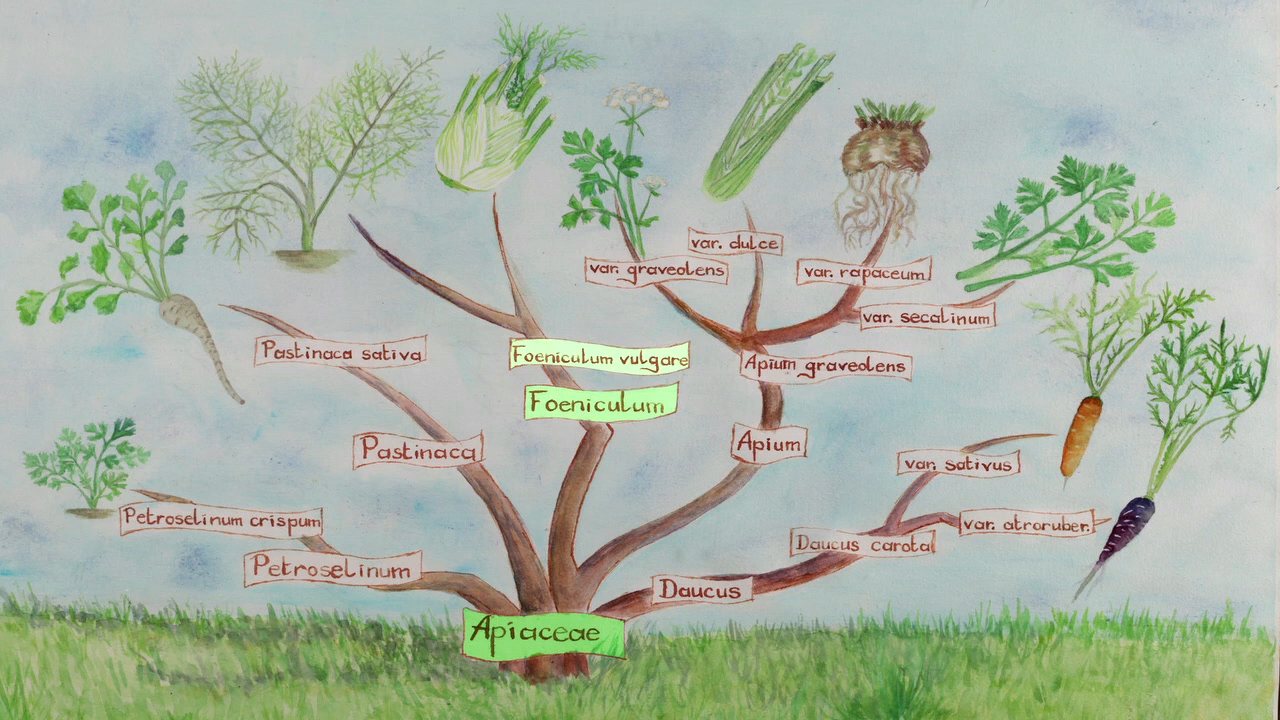 var. dulce
var. graveolens
var. rapaceum
var. secalinum
Pastinaca sativa
Foeniculum vulgare
Apium graveolens
Foeniculum
Pastinaca
Apium
var. sativus
Petroselinum crispum
var. atroruber.
Daucus carota
Petroselinum
Daucus
Apiaceae